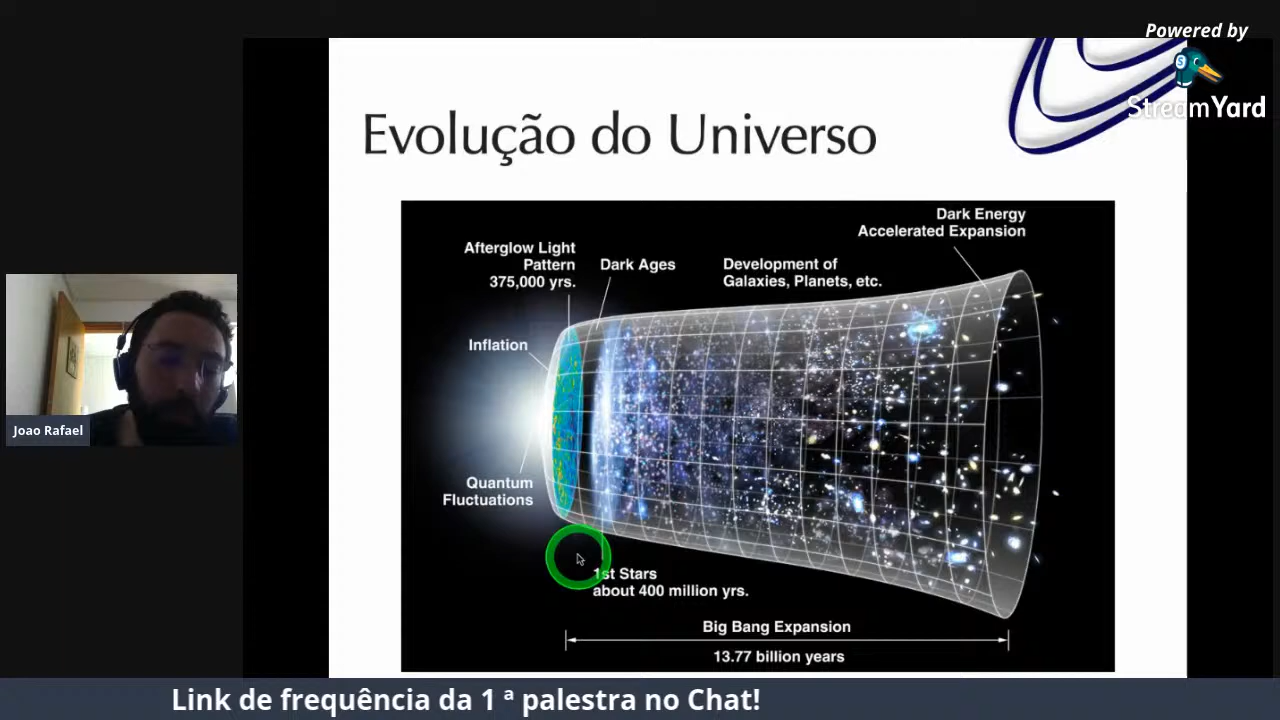 Powered by
StreamYard
Evolução do Universo
Dark Energy
Accelerated Expansion
Afterglow Light
Pattern
375,000 yrs.
Dark Ages
Development of
Galaxies, Planets, etc.
Inflation
Quantum
Fluctuations
1st Stars
about 400 million yrs.
Big Bang Expansion
13.77 billion years
Joao Rafael
Link de frequência da 1 ª palestra no Chat!